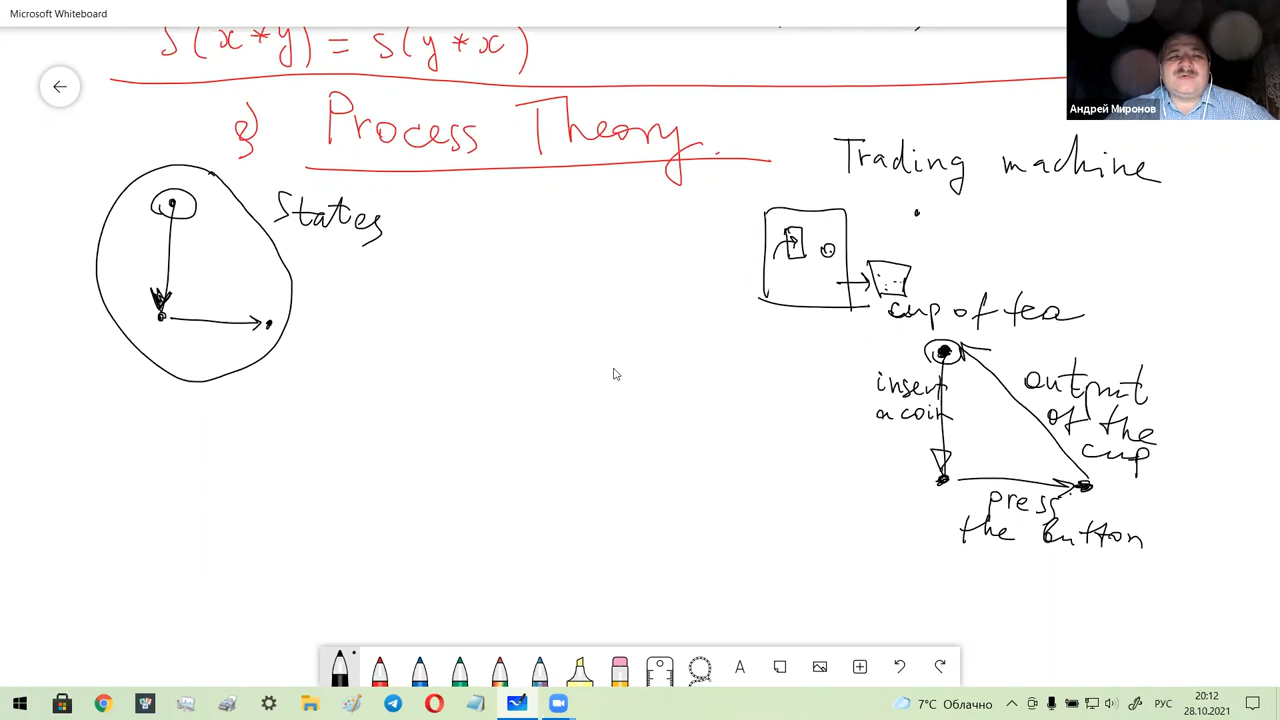 Microsoft Whiteboard
S(x*y) = S(y*x)
Андрей Миронов
3) Process Theory.
Trading machine
States
cup of tea
insert
a coin
output
of the
cup
press
the button
A
7°C Облачно
РУС
20:12
28.10.2021